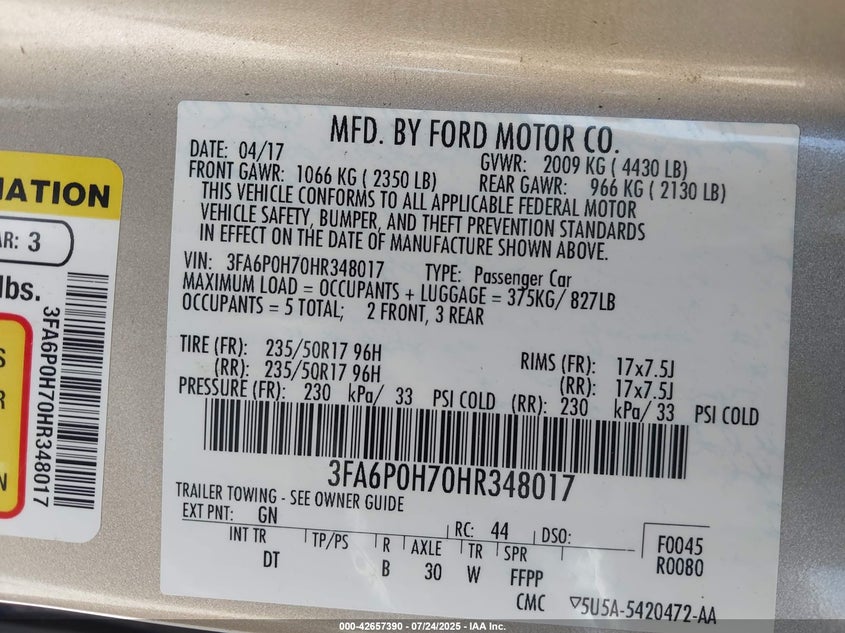 MFD. BY FORD MOTOR CO.
DATE: 04/17
GVWR: 2009 KG ( 4430 LB)
FRONT GAWR: 1066 KG ( 2350 LB)
REAR GAWR: 966 KG ( 2130 LB)
THIS VEHICLE CONFORMS TO ALL APPLICABLE FEDERAL MOTOR
VEHICLE SAFETY, BUMPER, AND THEFT PREVENTION STANDARDS
IN EFFECT ON THE DATE OF MANUFACTURE SHOWN ABOVE.
VIN: 3FA6P0H70HR348017 TYPE: Passenger Car
MAXIMUM LOAD = OCCUPANTS + LUGGAGE = 375KG/ 827LB
OCCUPANTS = 5 TOTAL; 2 FRONT, 3 REAR
TIRE (FR): 235/50R17 96H
RIMS (FR): 17x7.5J
(RR): 235/50R17 96H
(RR): 17x7.5J
PRESSURE (FR): 230 kPa/ 33 PSI COLD (RR): 230 kPa/ 33 PSI COLD
3FA6P0H70HR348017
TRAILER TOWING - SEE OWNER GUIDE
EXT PNT: GN
RC: 44
DSO:
F0045
R0080
INT TR
TP/PS
R
AXLE
TR
SPR
DT
B
30
W
FFPP
CMC
5U5A-5420472-AA
MATION
AR: 3
lbs.
3FA6P0H70HR348017
S
R
N
000-42657390 - 07/24/2025 - IAA Inc.